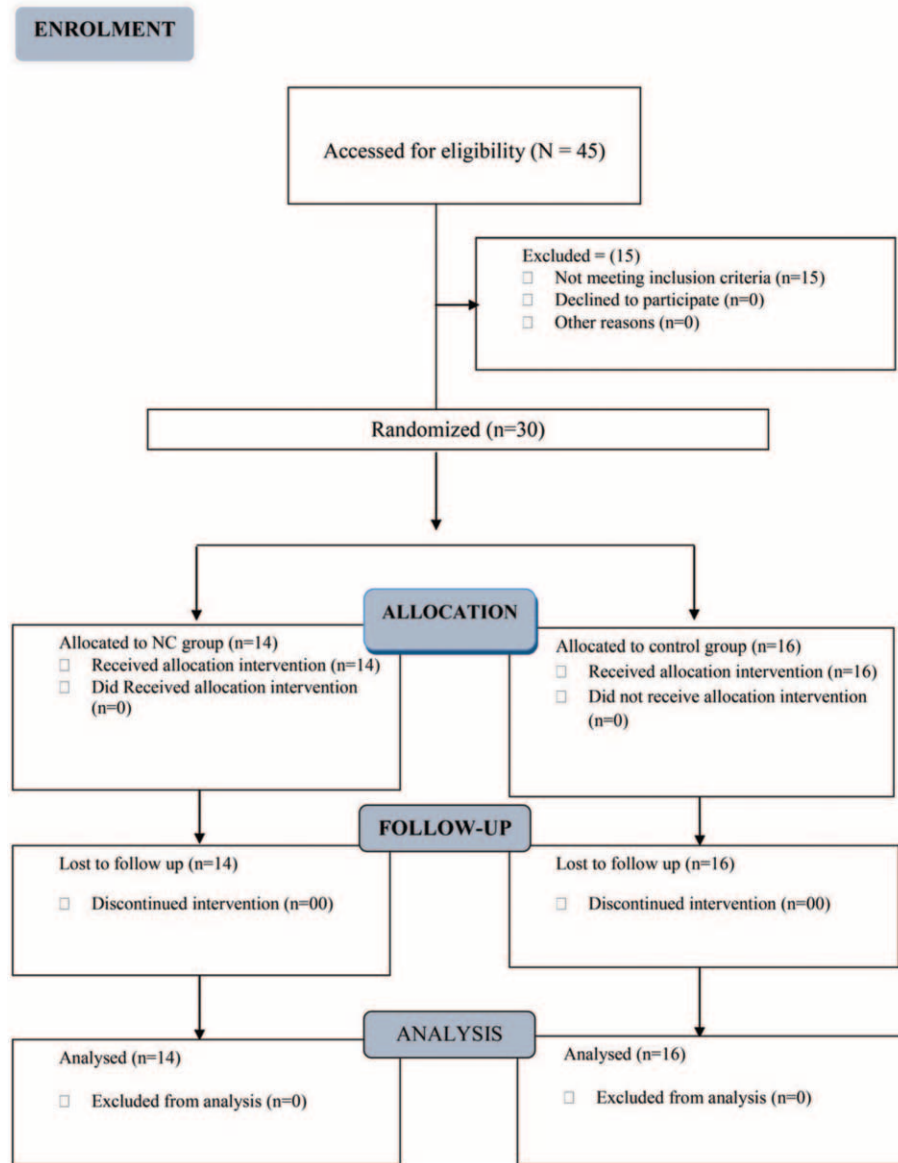 ENROLMENT
Accessed for eligibility (N = 45)
Excluded = (15)
Not meeting inclusion criteria (n=15)
Declined to participate (n=0)
Other reasons (n=0)
Randomized (n=30)
ALLOCATION
Allocated to NC group (n=14)
Received allocation intervention (n=14)
Did Received allocation intervention
(n=0)
Allocated to control group (n=16)
Received allocation intervention (n=16)
Did not receive allocation intervention
(n=0)
FOLLOW-UP
Lost to follow up (n=14)
Discontinued intervention (n=00)
Lost to follow up (n=16)
Discontinued intervention (n=00)
ANALYSIS
Analysed (n=14)
Excluded from analysis (n=0)
Analysed (n=16)
Excluded from analysis (n=0)